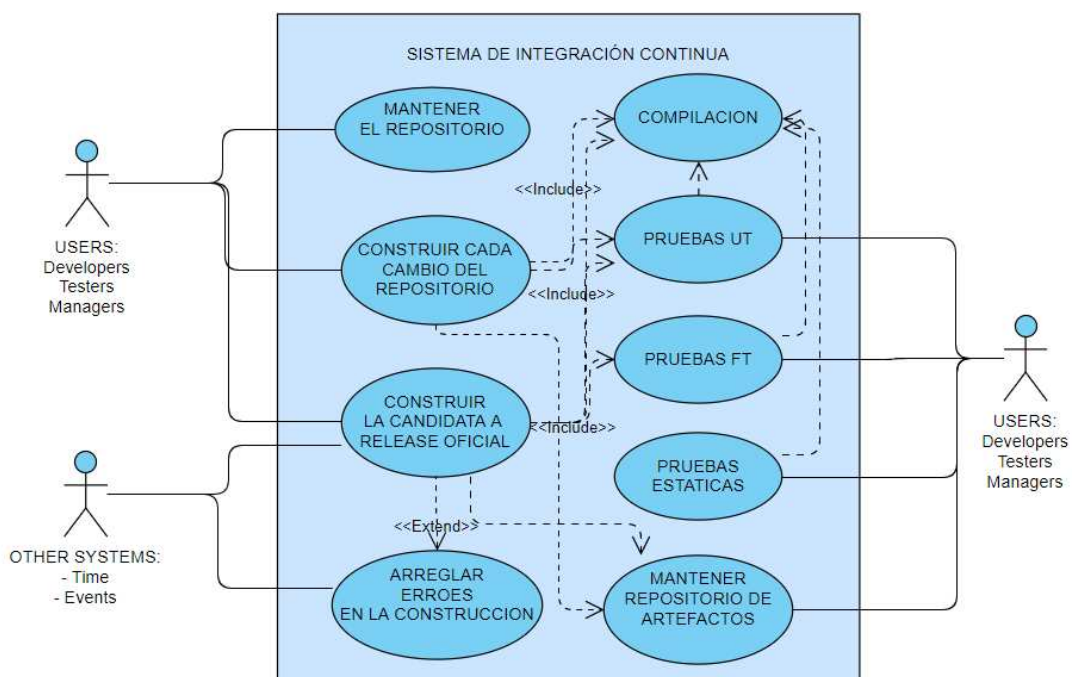 SISTEMA DE INTEGRACIÓN CONTINUA
MANTENER
EL REPOSITORIO
COMPILACION
<<Include>>
USERS:
Developers
Testers
Managers
CONSTRUIR CADA
CAMBIO DEL
REPOSITORIO
PRUEBAS UT
<<Include>>
PRUEBAS FT
CONSTRUIR
LA CANDIDATA A
RELEASE OFICIAL
<<Include>>
USERS:
Developers
Testers
Managers
PRUEBAS
ESTATICAS
<<Extend>>
OTHER SYSTEMS:
- Time
- Events
ARREGLAR
ERROES
EN LA CONSTRUCCION
MANTENER
REPOSITORIO DE
ARTEFACTOS